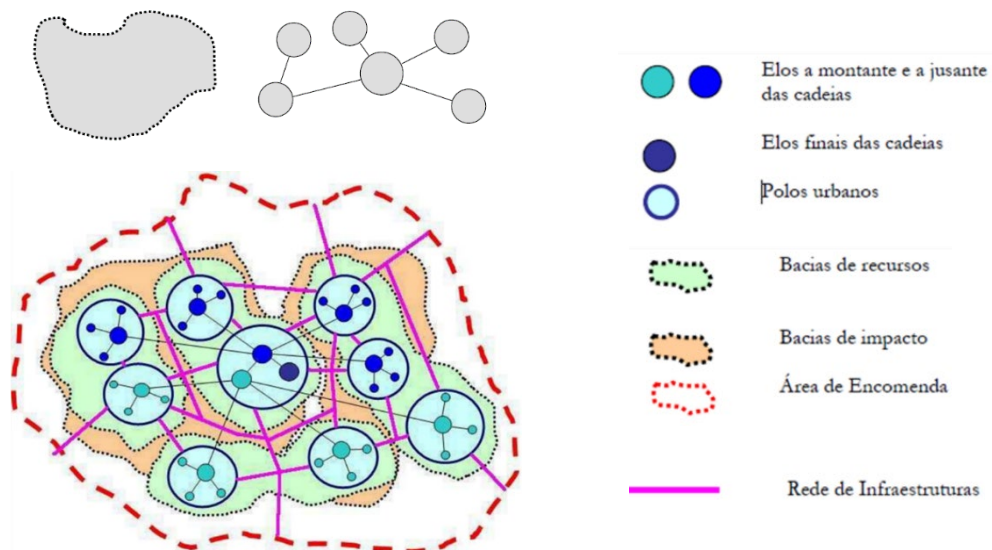 Elos a montante e a jusante
das cadeias
Elos finais das cadeias
Polos urbanos
Bacias de recursos
Bacias de impacto
Área de Encomenda
Rede de Infraestruturas